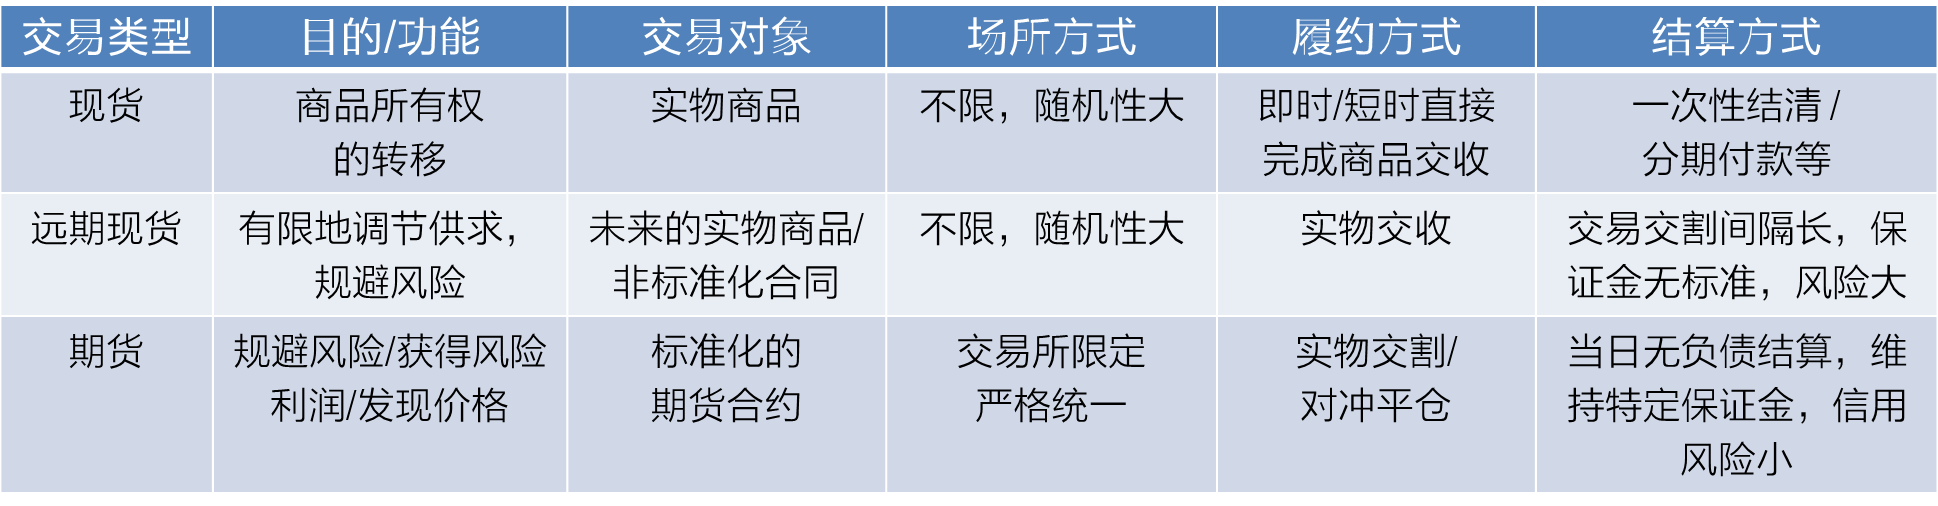 交易类型 目的/功能 交易对象 场所方式 履约方式 结算方式
现货 商品所有权 实物商品 不限，随机性大 即时/短时直接 一次性结清/
的转移 完成商品交收 分期付款等
远期现货 有限地调节供求， 未来的实物商品/ 不限，随机性大 实物交收 交易交割间隔长，保
规避风险 非标准化合同 证金无标准，风险大
期货 规避风险/获得风险 标准化的 交易所限定 实物交割/ 当日无负债结算，维
利润/发现价格 期货合约 严格统一 对冲平仓 持特定保证金，信用
风险小